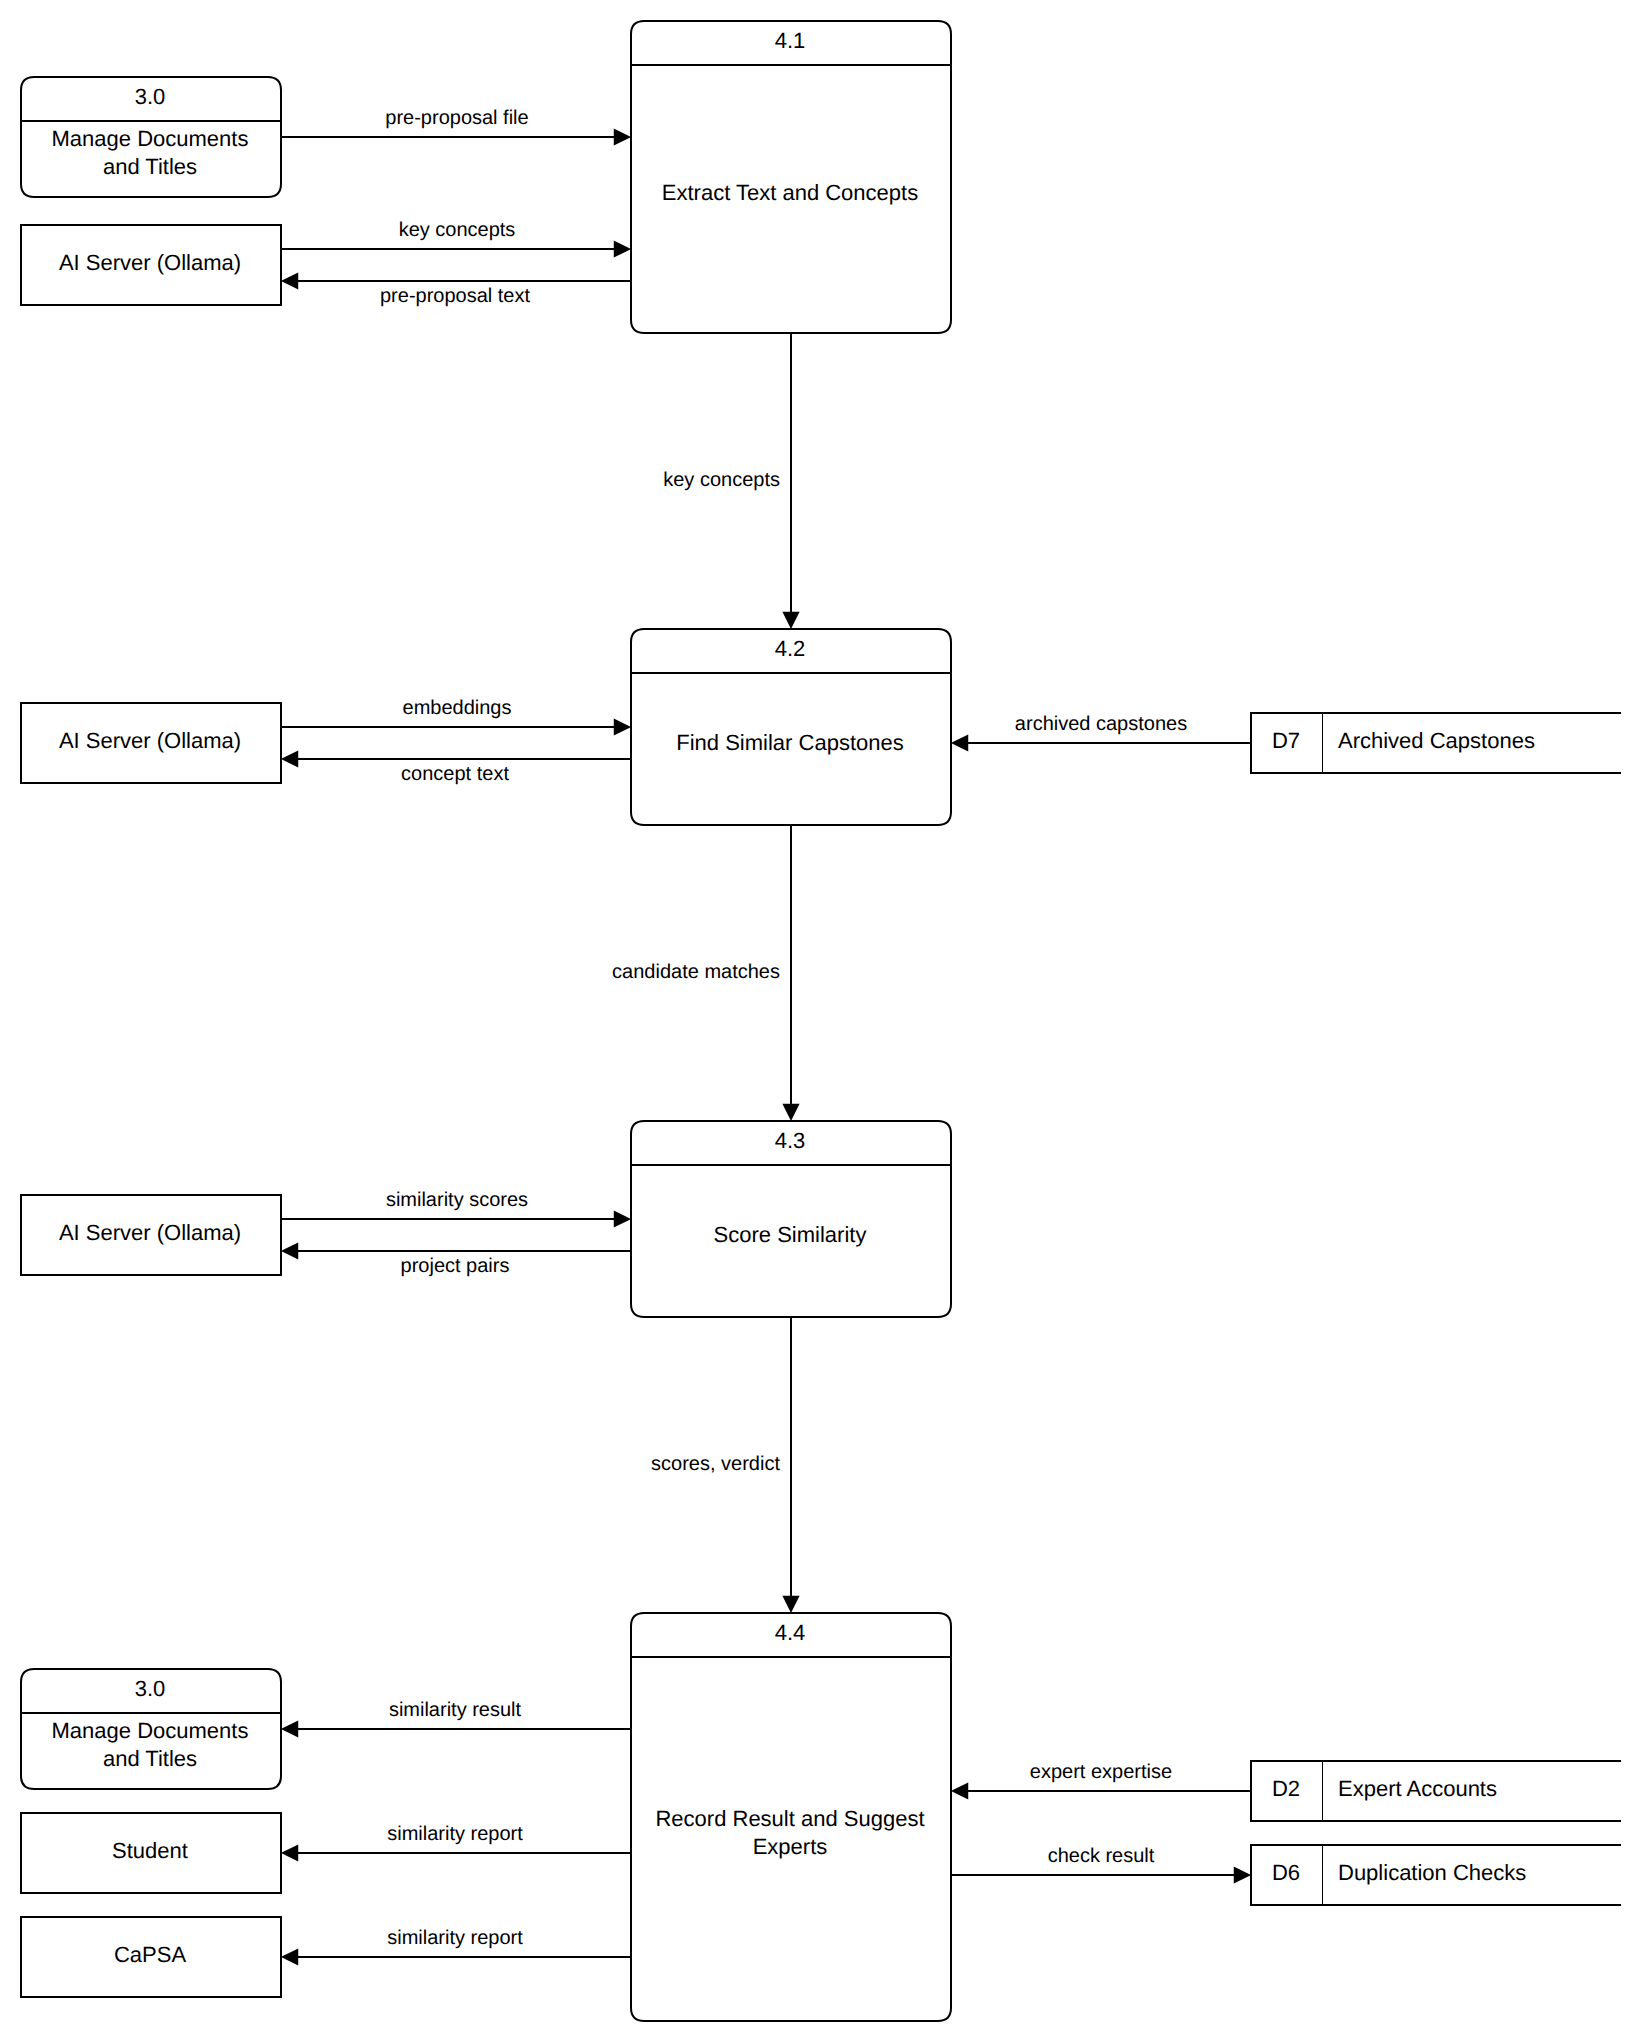 4.1
3.0
Manage Documents
and Titles
pre-proposal file
Extract Text and Concepts
key concepts
AI Server (Ollama)
pre-proposal text
key concepts
4.2
embeddings
AI Server (Ollama)
Find Similar Capstones
archived capstones
D7
Archived Capstones
concept text
candidate matches
4.3
similarity scores
AI Server (Ollama)
Score Similarity
project pairs
scores, verdict
4.4
3.0
Manage Documents
and Titles
similarity result
Record Result and Suggest
Experts
expert expertise
D2
Expert Accounts
Student
similarity report
check result
D6
Duplication Checks
CaPSA
similarity report